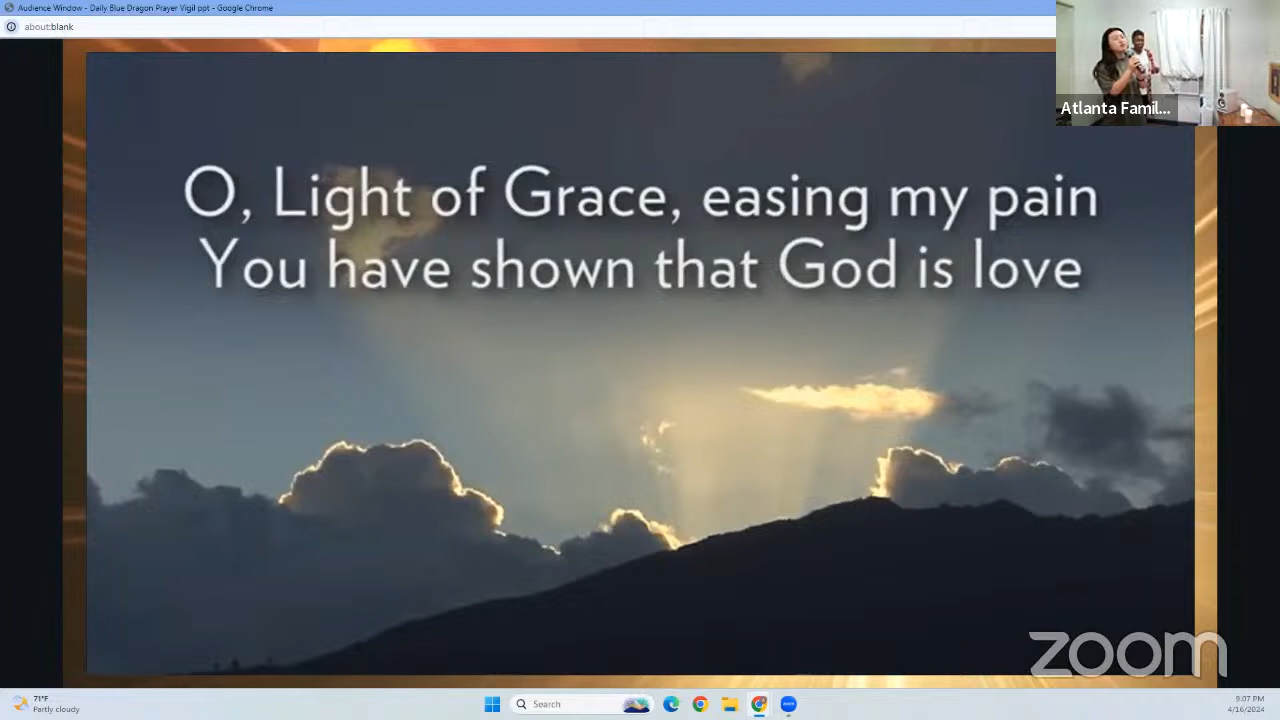 Audience Window - Daily Blue Dragon Prayer Vigil ppt - Google Chrome
about:blank
Atlanta Famil...
O, Light of Grace, easing my pain
You have shown that God is love
zoom
71°F
Partly cloudy
Search
zoom
9:07 PM
4/16/2024